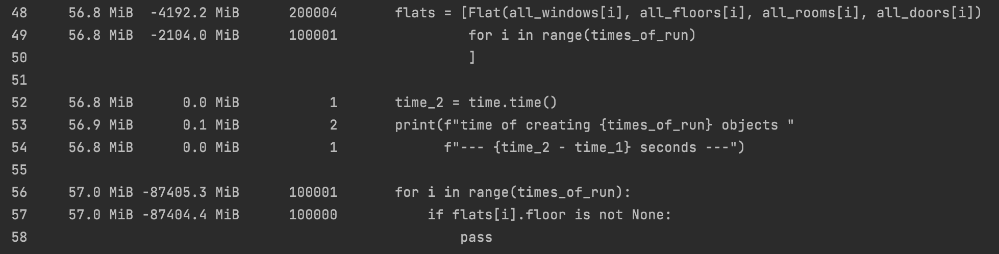 48     56.8 MiB  -4192.2 MiB      200004       flats = [Flat(all_windows[i], all_floors[i], all_rooms[i], all_doors[i])
49     56.8 MiB  -2104.0 MiB      100001                for i in range(times_of_run)
50                                                      ]
51
52     56.8 MiB      0.0 MiB           1       time_2 = time.time()
53     56.9 MiB      0.1 MiB           2       print(f"time of creating {times_of_run} objects "
54     56.8 MiB      0.0 MiB           1             f"--- {time_2 - time_1} seconds ---")
55
56     57.0 MiB -87405.3 MiB      100001       for i in range(times_of_run):
57     57.0 MiB -87404.4 MiB      100000           if flats[i].floor is not None:
58                                                     pass